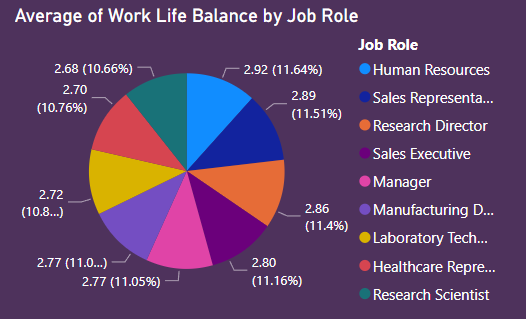 Average of Work Life Balance by Job Role
Job Role
Human Resources
Sales Representa...
Research Director
Sales Executive
Manager
Manufacturing D...
Laboratory Tech...
Healthcare Repre...
Research Scientist
2.92 (11.64%)
2.89
(11.51%)
2.86
(11.4%)
2.80
(11.16%)
2.77 (11.05%)
2.77 (11.0...)
2.72
(10.8...)
2.70
(10.76%)
2.68 (10.66%)